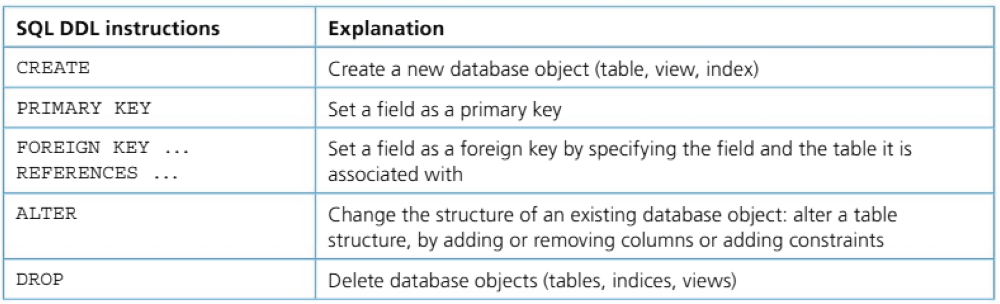 SQL DDL instructions
Explanation
CREATE
Create a new database object (table, view, index)
PRIMARY KEY
Set a field as a primary key
FOREIGN KEY ...
REFERENCES ...
Set a field as a foreign key by specifying the field and the table it is
associated with
ALTER
Change the structure of an existing database object: alter a table
structure, by adding or removing columns or adding constraints
DROP
Delete database objects (tables, indices, views)